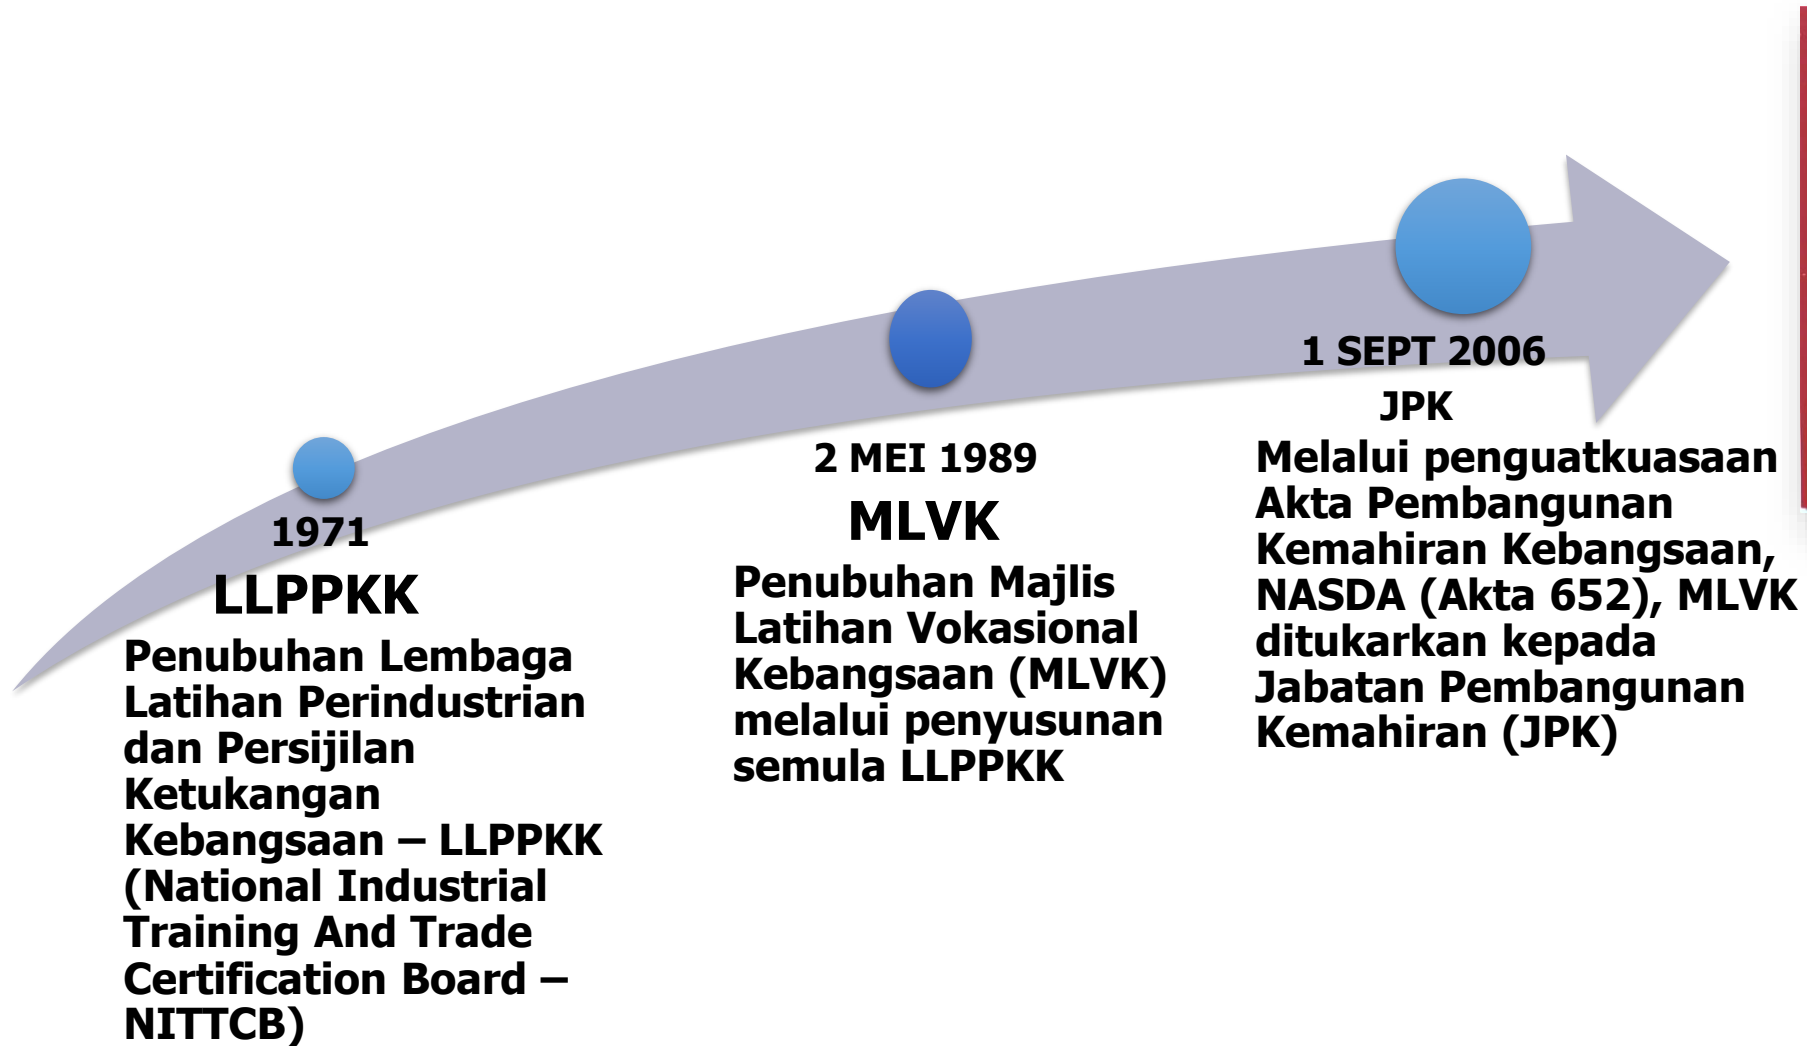 1971
LLPPKK
Penubuhan Lembaga
Latihan Perindustrian
dan Persijilan
Ketukangan
Kebangsaan – LLPPKK
(National Industrial
Training And Trade
Certification Board –
NITTCB)
2 MEI 1989
MLVK
Penubuhan Majlis
Latihan Vokasional
Kebangsaan (MLVK)
melalui penyusunan
semula LLPPKK
1 SEPT 2006
JPK
Melalui penguatkuasaan
Akta Pembangunan
Kemahiran Kebangsaan,
NASDA (Akta 652), MLVK
ditukarkan kepada
Jabatan Pembangunan
Kemahiran (JPK)